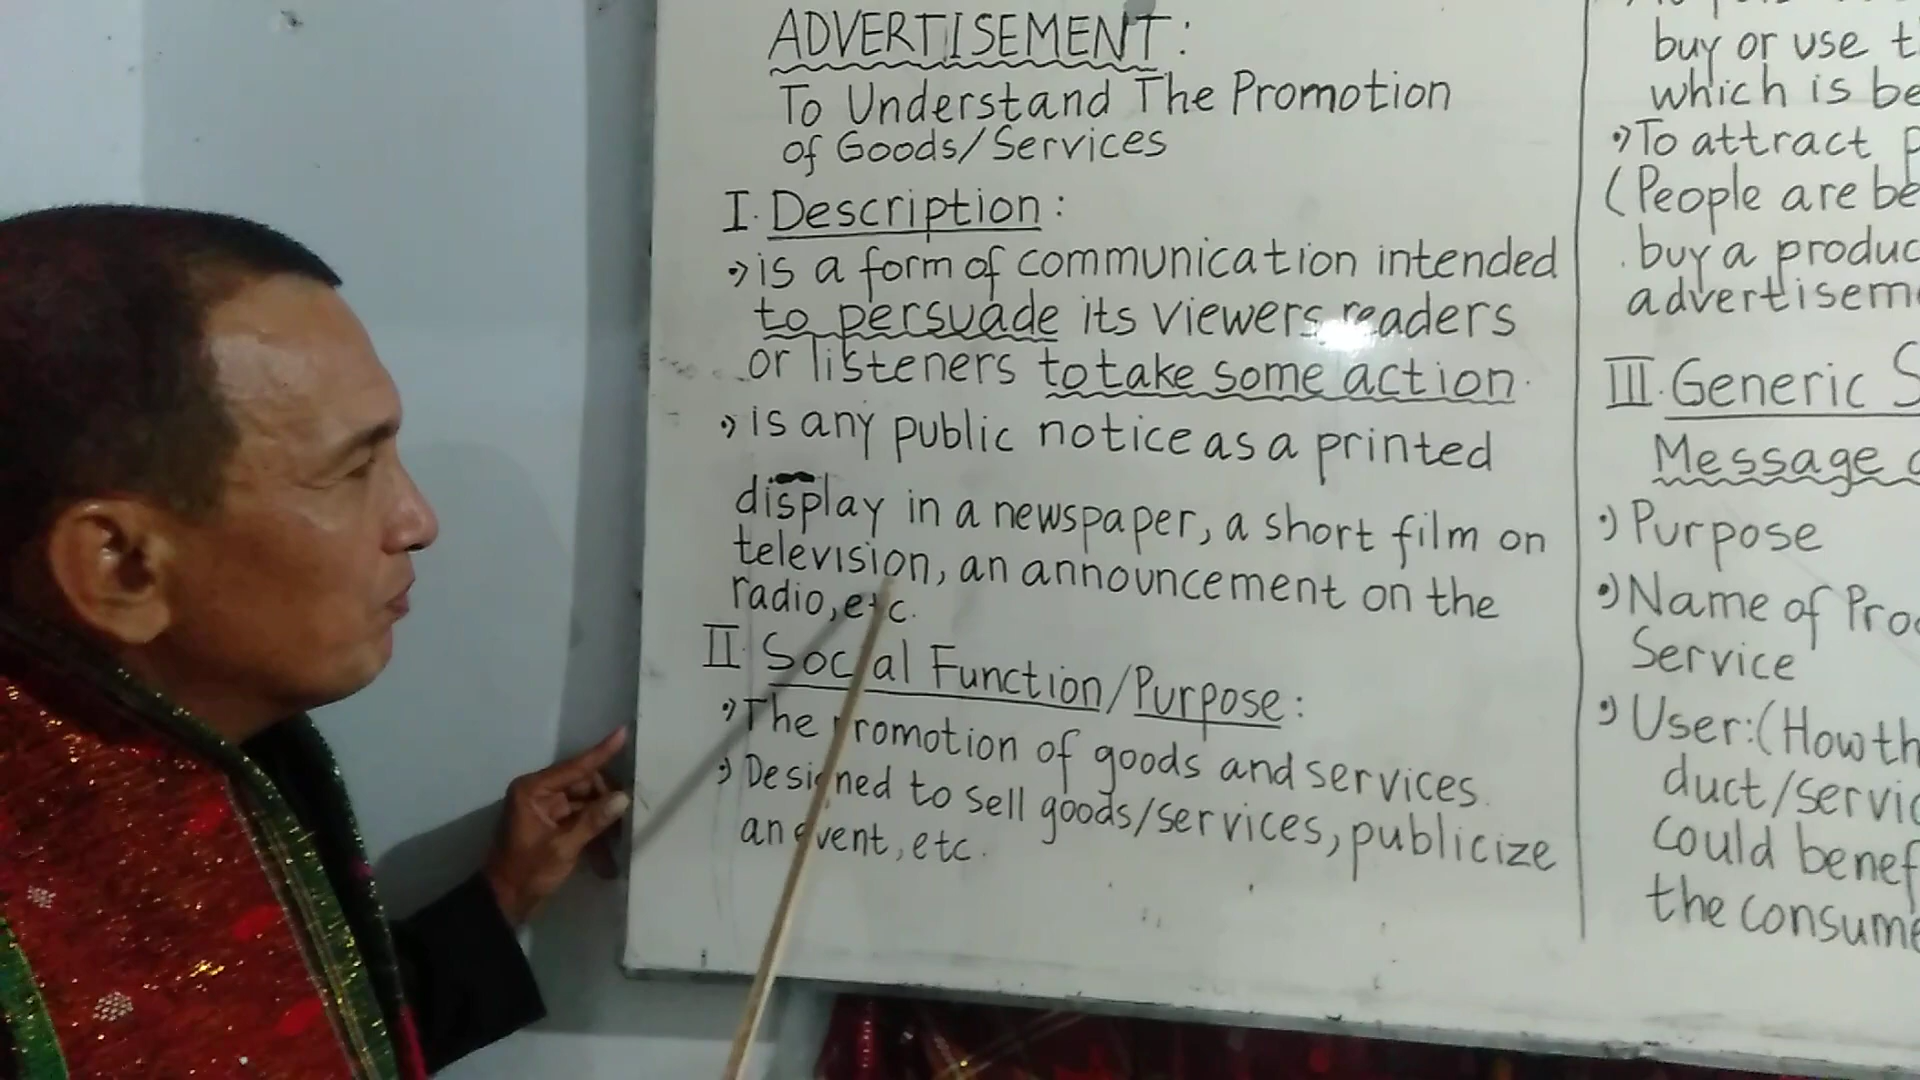 ADVERTISEMENT:
To Understand The Promotion
of Goods/Services
I. Description:
•) is a form of communication intended
to persuade its viewers, readers
or listeners to take some action.
•) is any public notice as a printed
display in a newspaper, a short film on
television, an announcement on the
radio, etc.
II. Social Function/Purpose:
•) The promotion of goods and services.
•) Designed to sell goods/services, publicize
an event, etc.
buy or use
which is
•) To attract
(People are
buy a
III. Generic
Message
•) Purpose
•) Name of
Service
•) User: (How
duct/
could
the